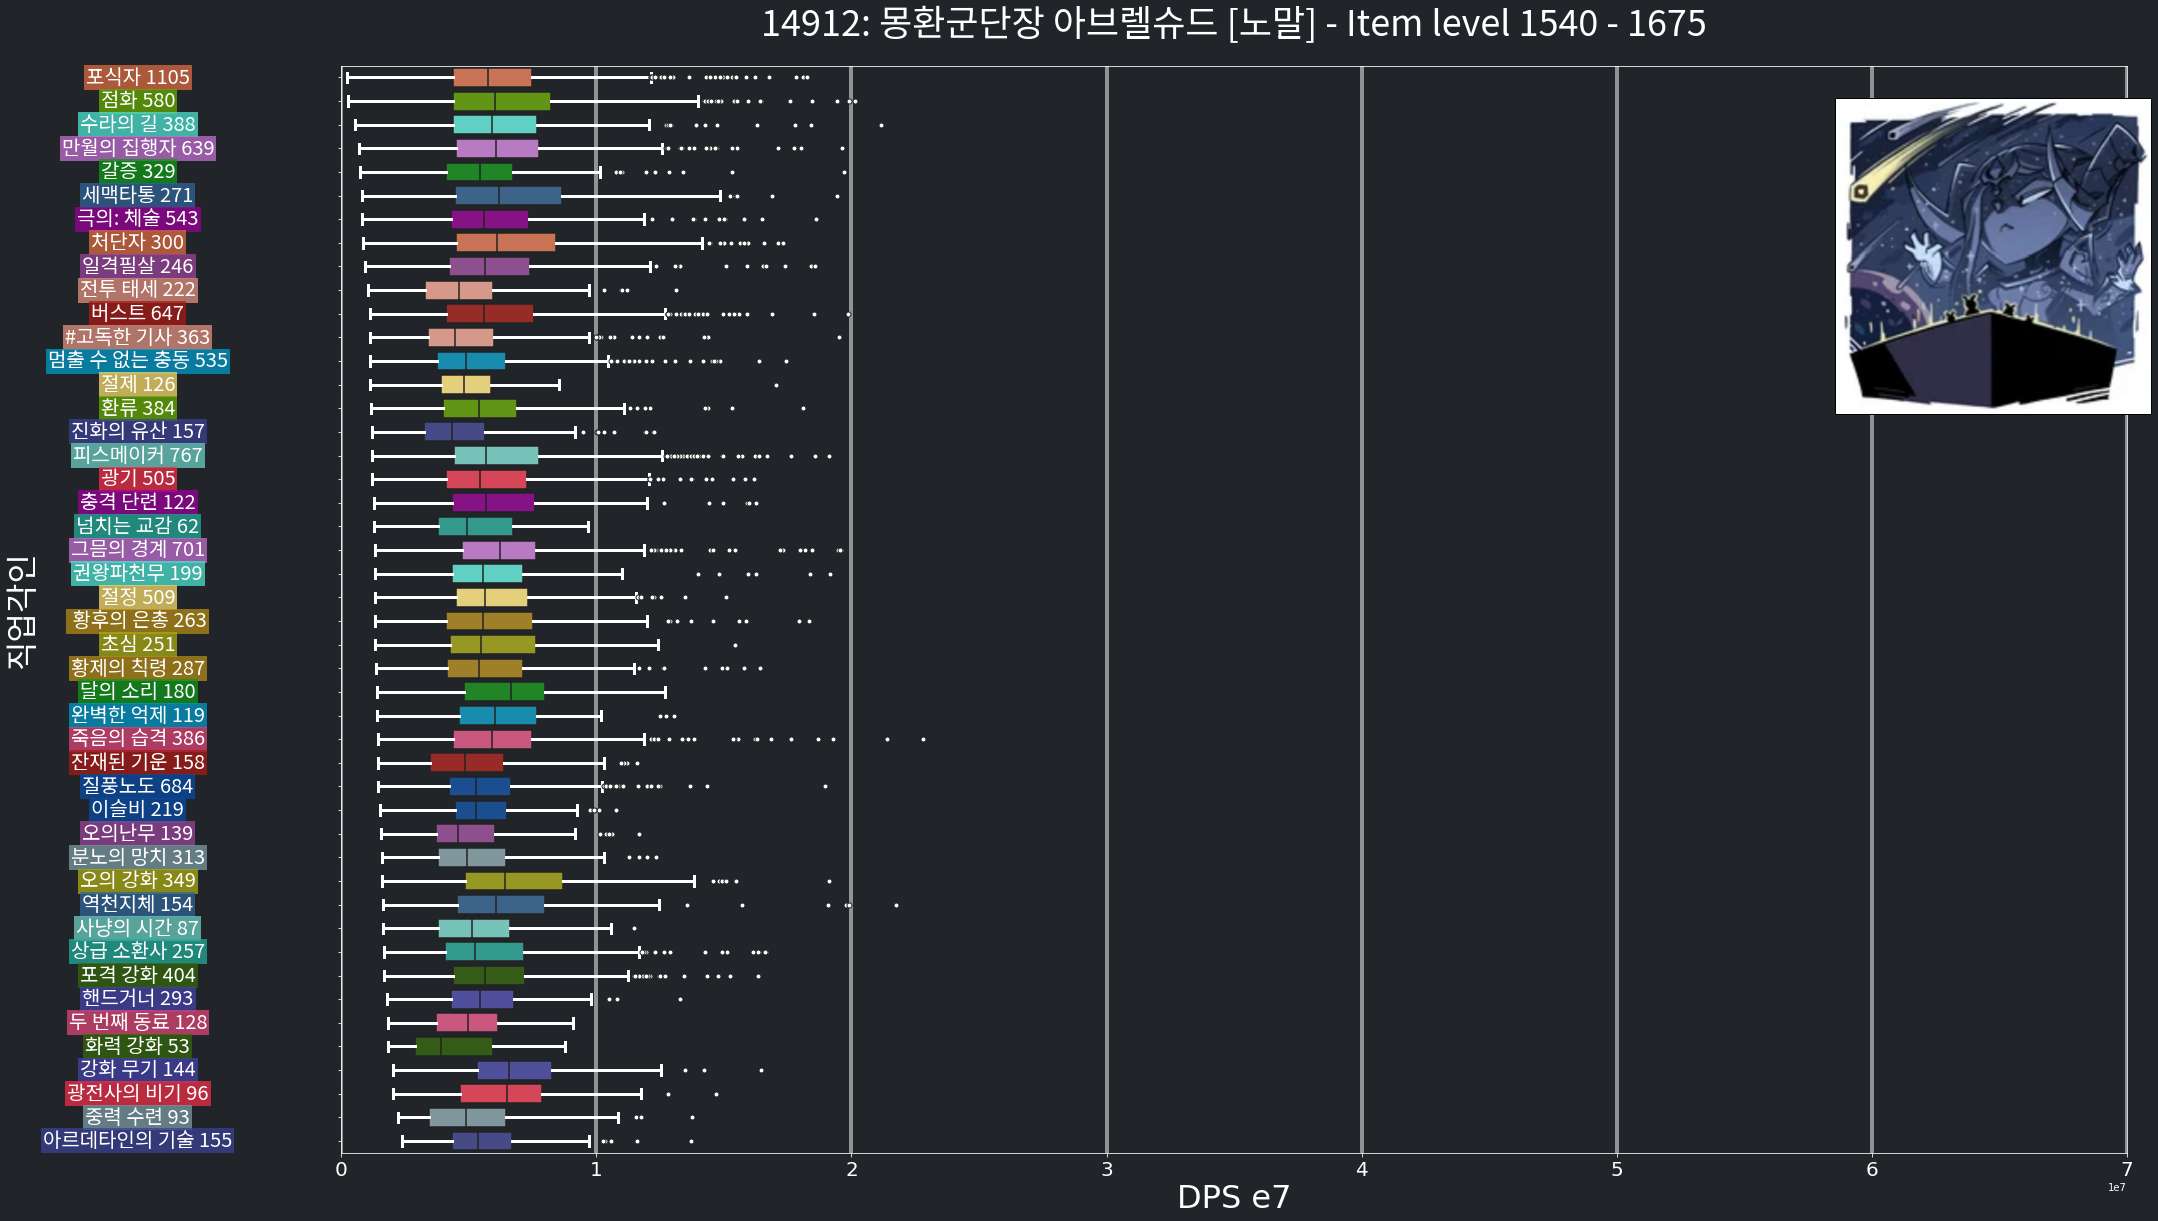 14912: 몽환군단장 아브렐슈드 [노말] - Item level 1540 - 1675
포식자 1105
점화 580
수라의 길 388
만월의 집행자 639
갈증 329
세맥타통 271
극의: 체술 543
처단자 300
일격필살 246
전투 태세 222
버스트 647
#고독한 기사 363
멈출 수 없는 충동 535
절제 126
환류 384
진화의 유산 157
피스메이커 767
광기 505
충격 단련 122
넘치는 교감 62
그믐의 경계 701
권왕파천무 199
절정 509
황후의 은총 263
초심 251
황제의 칙령 287
달의 소리 180
완벽한 억제 119
죽음의 습격 386
잔재된 기운 158
질풍노도 684
이슬비 219
오의난무 139
분노의 망치 313
오의 강화 349
역천지체 154
사냥의 시간 87
상급 소환사 257
포격 강화 404
핸드거너 293
두 번째 동료 128
화력 강화 53
강화 무기 144
광전사의 비기 96
중력 수련 93
아르데타인의 기술 155
직업각인
0 1 2 3 4 5 6 7
DPS e7
1e7